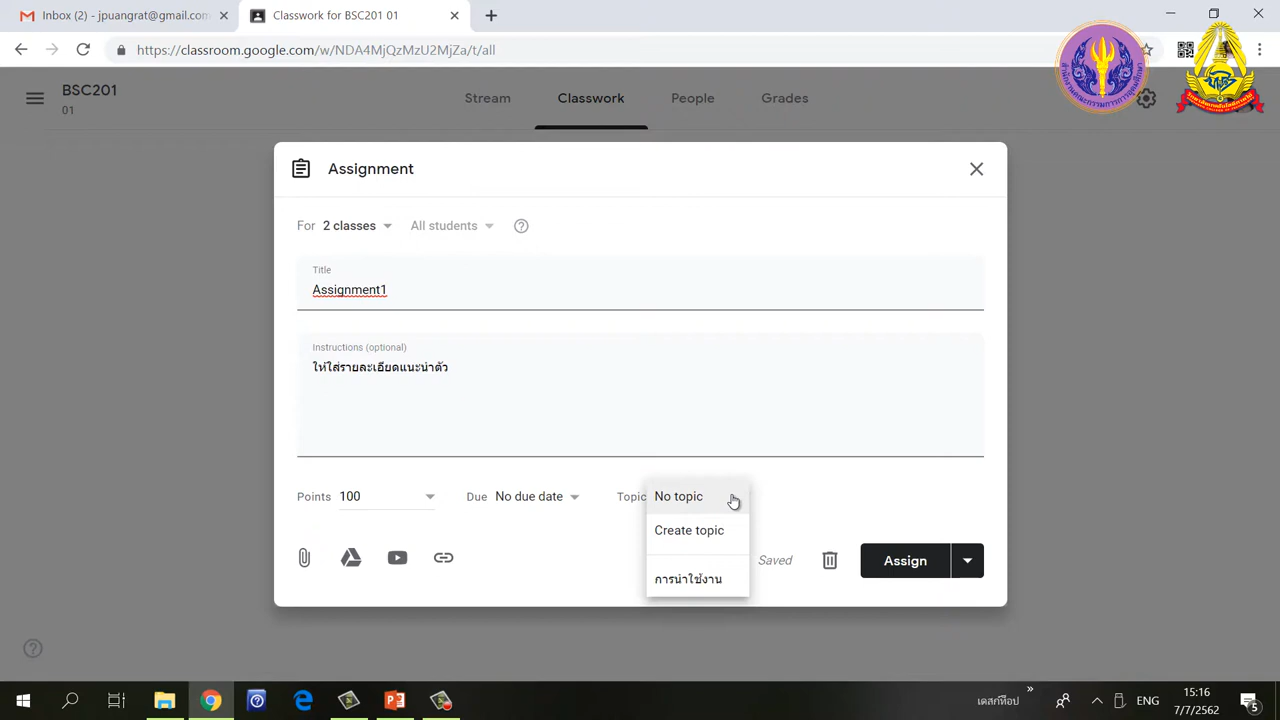 Inbox (2) - jpuangrat@gmail.com
Classwork for BSC201 01
https://classroom.google.com/w/NDA4MjQzMzU2MjZa/t/all
BSC201
01
Stream
Classwork
People
Grades
Assignment
For 2 classes All students
Title
Assignment1
Instructions (optional)
ให้ใส่รายละเอียดแนะนำตัว
Points 100 Due No due date Topic No topic
Create topic
การนำใช้งาน
Saved
Assign
เดสก์ท็อป
ENG
15:16
7/7/2562
5